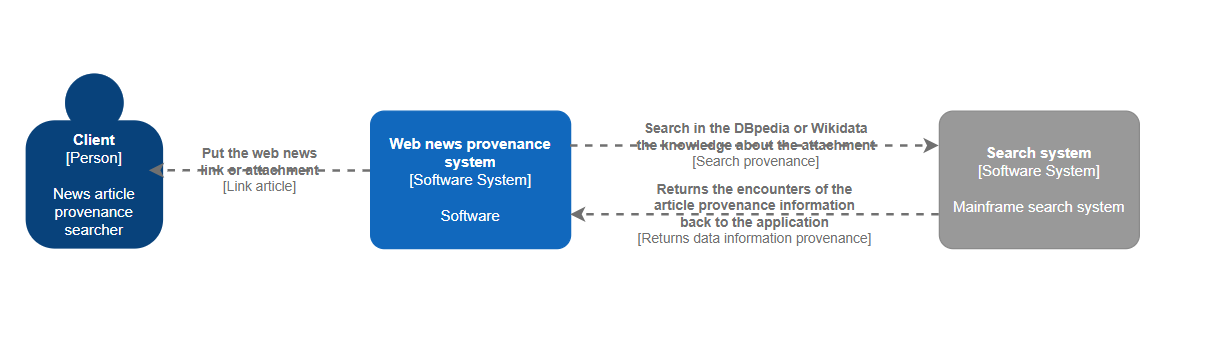 Client
[Person]
News article
provenance
searcher
Put the web news
link or attachment
[Link article]
Web news provenance
system
[Software System]
Software
Search in the DBpedia or Wikidata
the knowledge about the attachment
[Search provenance]
Returns the encounters of the
article provenance information
back to the application
[Returns data information provenance]
Search system
[Software System]
Mainframe search system